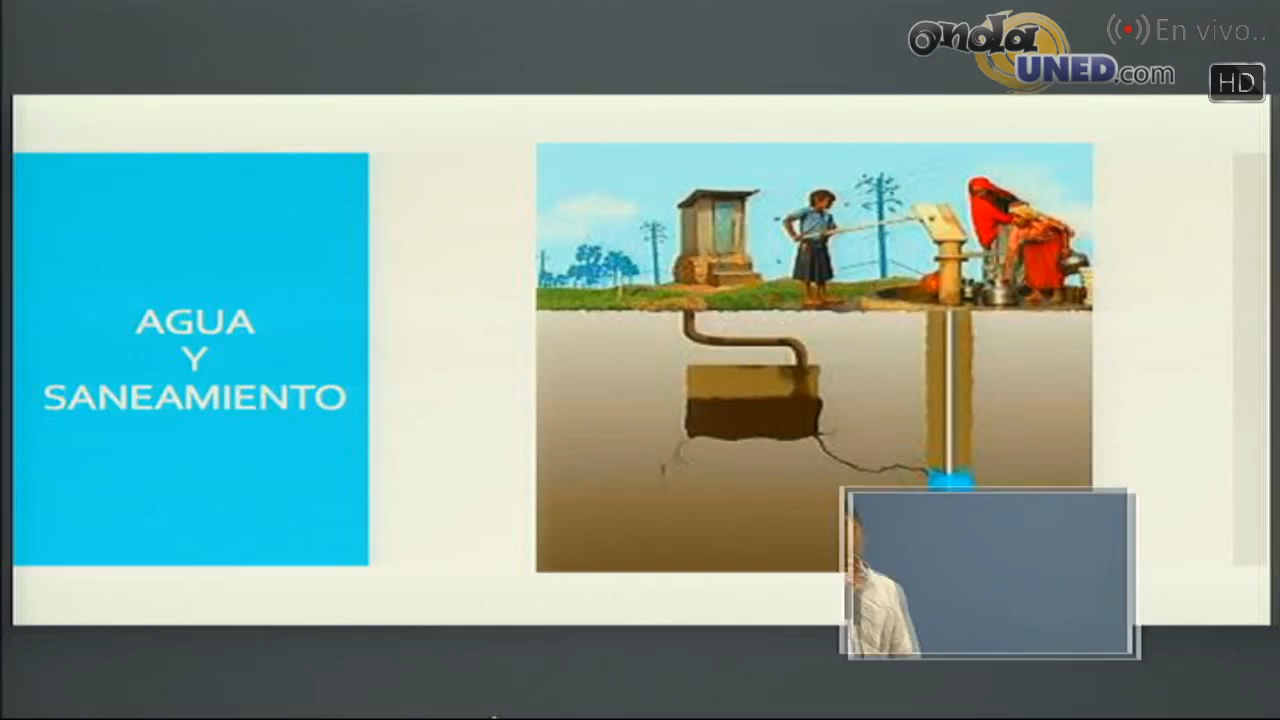 onda
UNED.com
En vivo..
HD
AGUA
Y
SANEAMIENTO